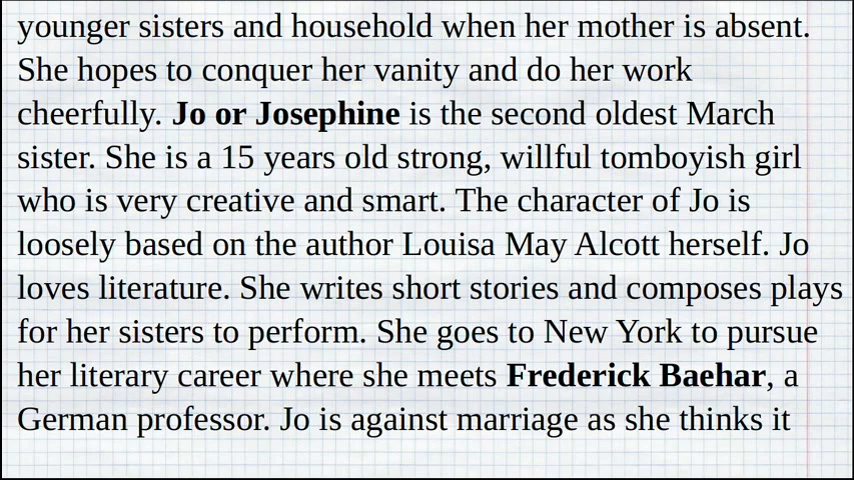 younger sisters and household when her mother is absent.
She hopes to conquer her vanity and do her work
cheerfully. Jo or Josephine is the second oldest March
sister. She is a 15 years old strong, willful tomboyish girl
who is very creative and smart. The character of Jo is
loosely based on the author Louisa May Alcott herself. Jo
loves literature. She writes short stories and composes plays
for her sisters to perform. She goes to New York to pursue
her literary career where she meets Frederick Baehar, a
German professor. Jo is against marriage as she thinks it